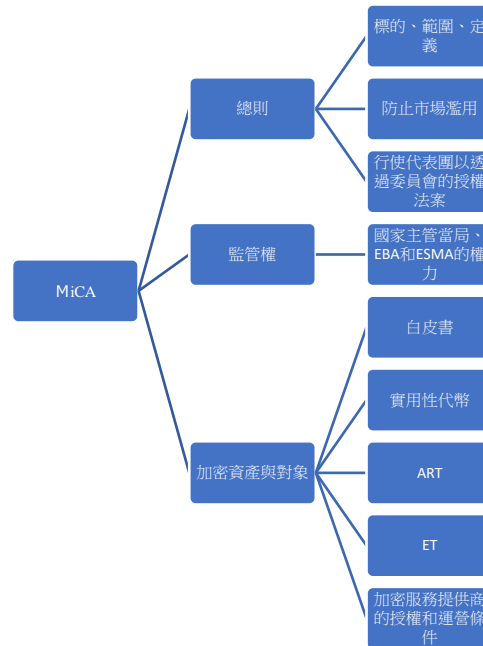 標的、範圍、定
義
總則
防止市場濫用
行使代表團以透
過委員會的授權
法案
監管權
國家主管當局、
EBA和ESMA的權
力
MiCA
白皮書
實用性代幣
加密資產與對象
ART
ET
加密服務提供商
的授權和運營條
件